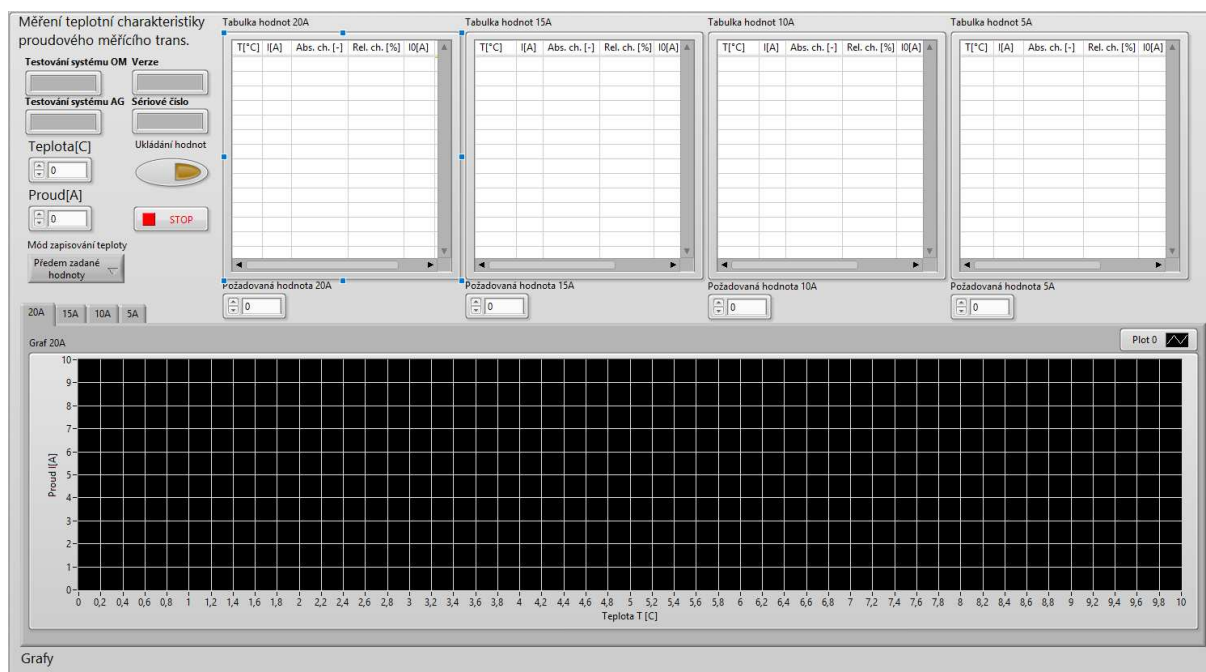 Měření teplotní charakteristiky
proudového měřícího trans.
Testování systému OM Verze
Testování systému AG Sériové číslo
Teplota[C] Ukládání hodnot
0
Proud[A]
0 STOP
Mód zapisování teploty
Předem zadané
hodnoty
Tabulka hodnot 20A
T[°C] I[A] Abs. ch. [-] Rel. ch. [%] I0[A]
Požadovaná hodnota 20A
0
Tabulka hodnot 15A
T[°C] I[A] Abs. ch. [-] Rel. ch. [%] I0[A]
Požadovaná hodnota 15A
0
Tabulka hodnot 10A
T[°C] I[A] Abs. ch. [-] Rel. ch. [%] I0[A]
Požadovaná hodnota 10A
0
Tabulka hodnot 5A
T[°C] I[A] Abs. ch. [-] Rel. ch. [%] I0[A]
Požadovaná hodnota 5A
0
20A 15A 10A 5A
Graf 20A Plot 0
10
9
8
7
6
5
4
3
2
1
0
Proud I[A]
0 0,2 0,4 0,6 0,8 1 1,2 1,4 1,6 1,8 2 2,2 2,4 2,6 2,8 3 3,2 3,4 3,6 3,8 4 4,2 4,4 4,6 4,8 5 5,2 5,4 5,6 5,8 6 6,2 6,4 6,6 6,8 7 7,2 7,4 7,6 7,8 8 8,2 8,4 8,6 8,8 9 9,2 9,4 9,6 9,8 10
Teplota T [C]
Grafy